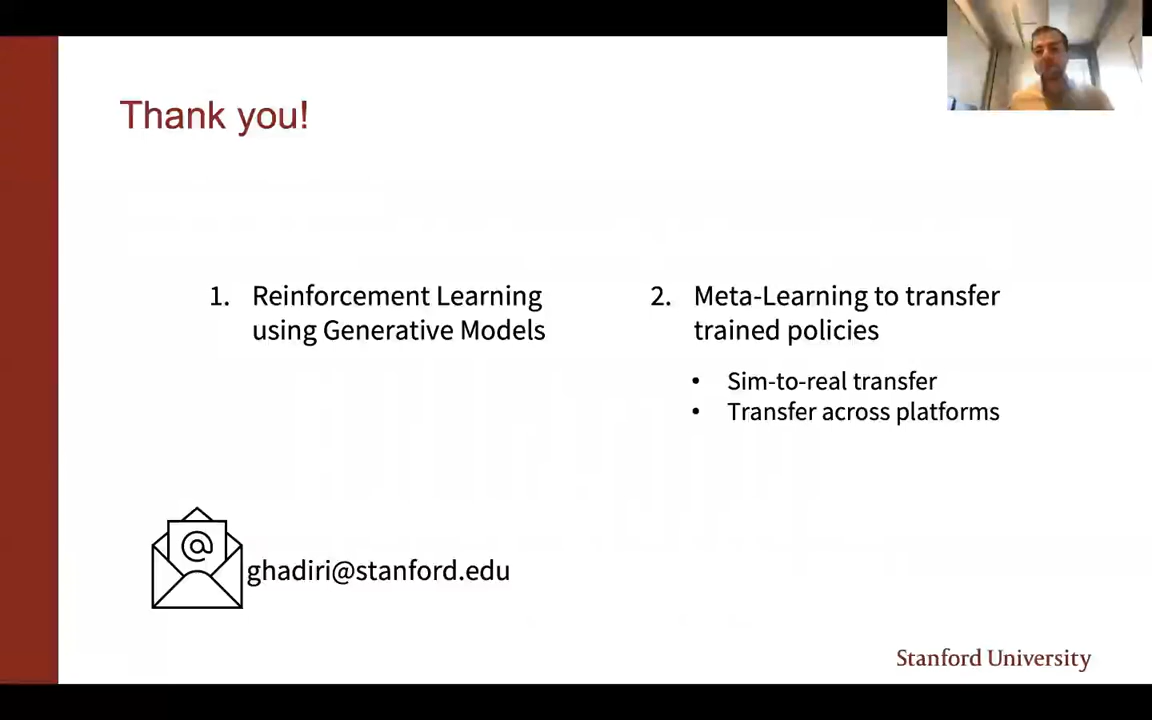 Thank you!
1. Reinforcement Learning
using Generative Models
2. Meta-Learning to transfer
trained policies
• Sim-to-real transfer
• Transfer across platforms
@
ghadiri@stanford.edu
Stanford University